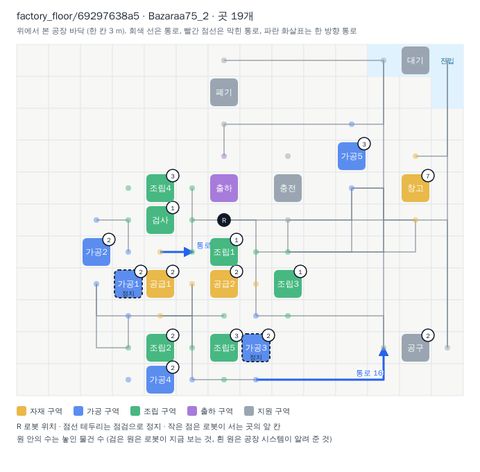 factory_floor/69297638a5 · Bazaraa75_2 · 곳 19개
위에서 본 공장 바닥 (한 칸 3 m). 회색 선은 통로, 빨간 점선은 막힌 통로, 파란 화살표는 한 방향 통로
대기
진입
폐기
3
가공5
3
조립4
출하
충전
7
창고
1
검사
R
2
가공2
통로
1
조립1
2
가공1
정지
2
공급1
2
공급2
1
조립3
2
조립2
3
조립5
2
가공3
정지
2
공구
2
가공4
통로 16
자재 구역
가공 구역
조립 구역
출하 구역
지원 구역
R 로봇 위치 · 점선 테두리는 점검으로 정지 · 작은 점은 로봇이 서는 곳의 앞 칸
원 안의 수는 놓인 물건 수 (검은 원은 로봇이 지금 보는 것, 흰 원은 공장 시스템이 알려 준 것)